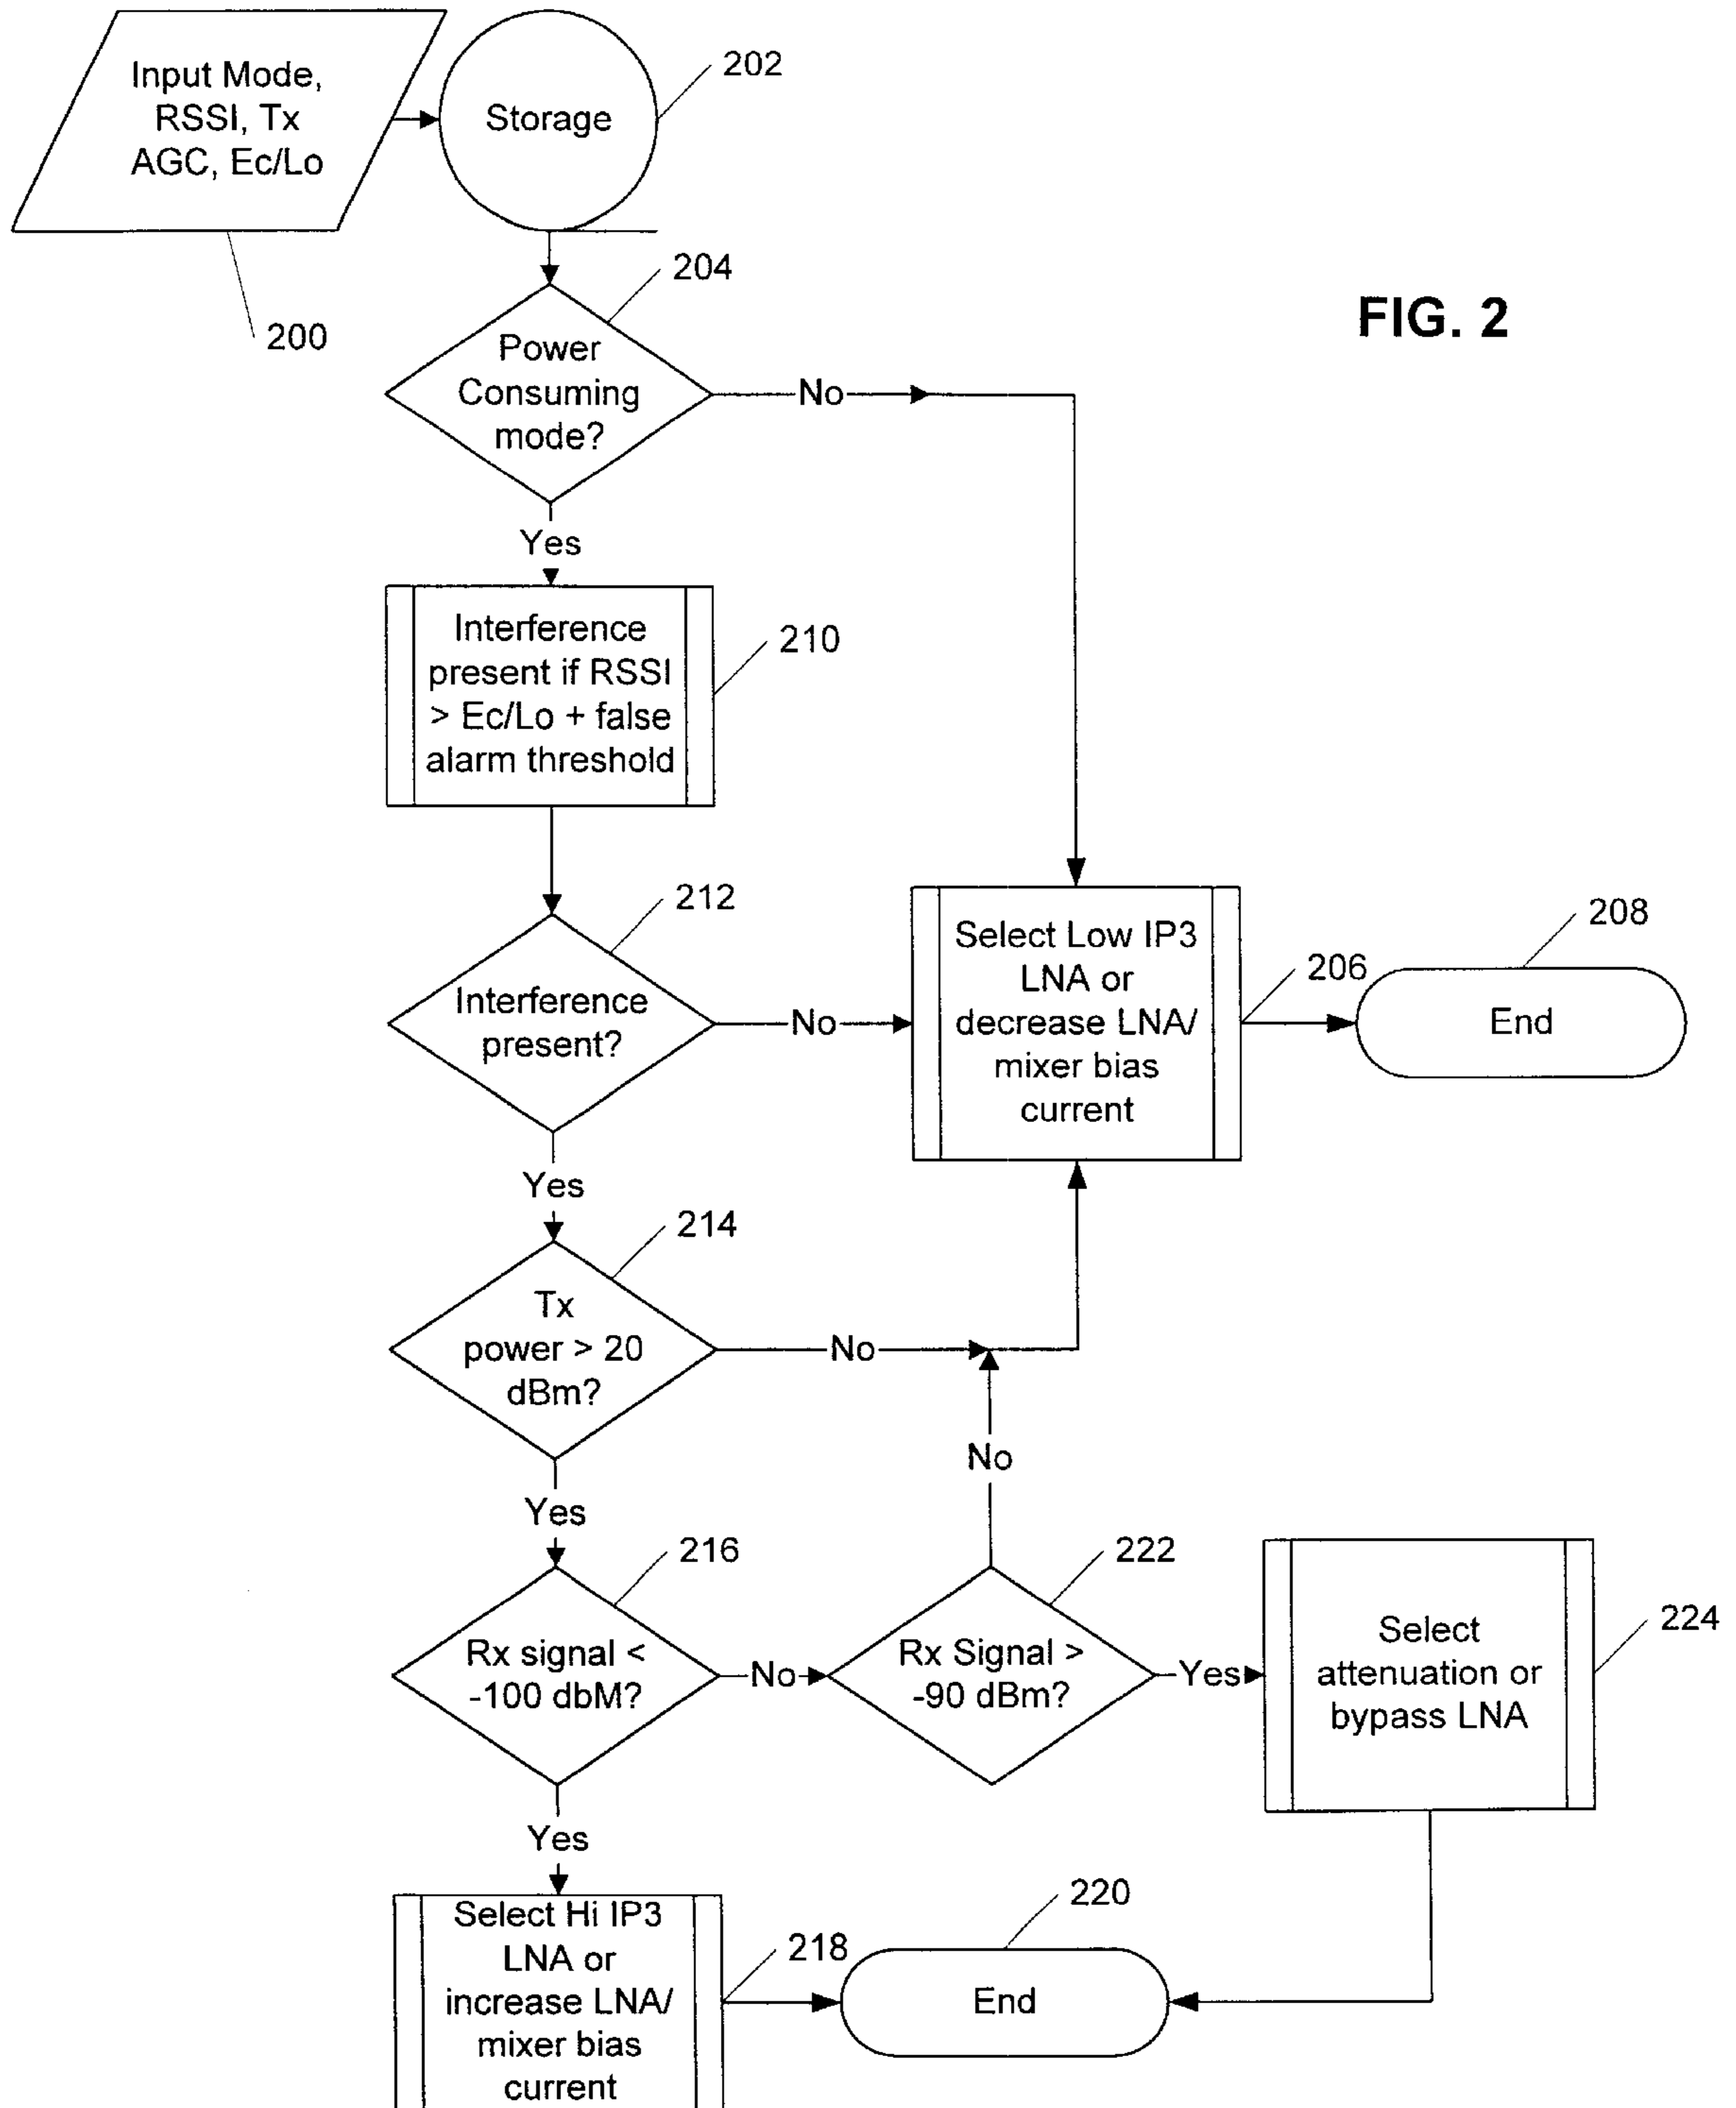 Input Mode,
RSSI, Tx
AGC, Ec/Lo
200
Storage
202
FIG. 2
204
Power
Consuming
mode?
No
Yes
Interference
present if RSSI
> Ec/Lo + false
alarm threshold
210
212
Interference
present?
No
Select Low IP3
LNA or
decrease LNA/
mixer bias
current
206
208
End
Yes
214
Tx
power > 20
dBm?
No
No
Yes
216
Rx signal <
-100 dbM?
No
222
Rx Signal >
-90 dBm?
Yes
Select
attenuation or
bypass LNA
224
Yes
Select Hi IP3
LNA or
increase LNA/
mixer bias
current
218
220
End